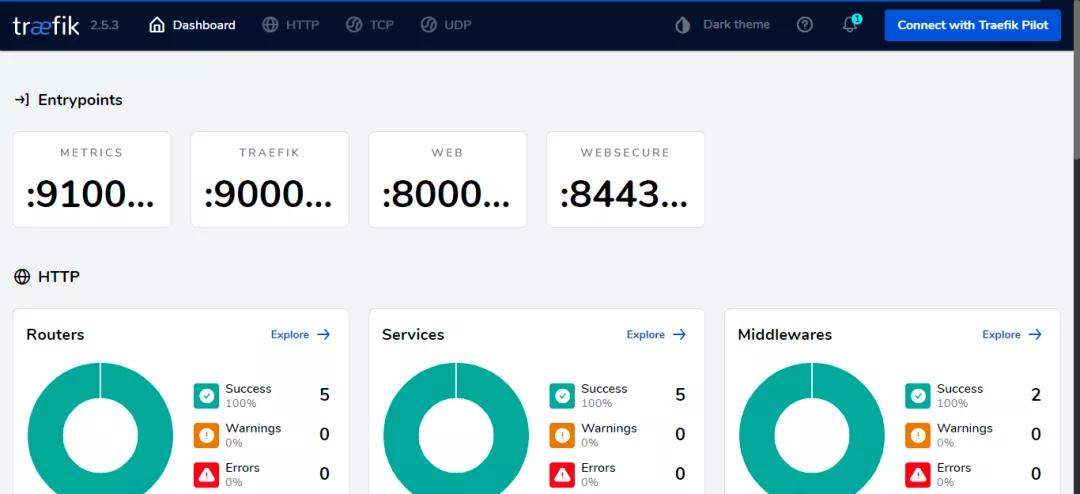 træfik 2.5.3 Dashboard HTTP TCP UDP Dark theme 1 Connect with Traefik Pilot
Entrypoints
METRICS TRAEFIK WEB WEBSECURE
:9100... :9000... :8000... :8443...
HTTP
Routers Explore Services Explore Middlewares Explore
Success 5 Success 5 Success 2
100% 100% 100%
Warnings 0 Warnings 0 Warnings 0
0% 0% 0%
Errors 0 Errors 0 Errors 0
0% 0% 0%